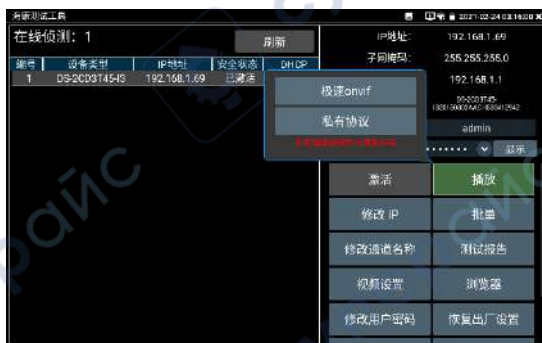 海康测试工具
2021-02-24 03:16:00
在线侦测：1
刷新
编号 设备类型 IP地址 安全状态 DHCP
1 DS-2CD3T45-I3 192.168.1.69 已激活
极速onvif
私有协议
IP地址: 192.168.1.69
子网掩码: 255.255.255.0
192.168.1.1
admin
显示
激活 播放
修改 IP 批量
修改通道名称 测试报告
视频设置 浏览器
修改用户密码 恢复出厂设置